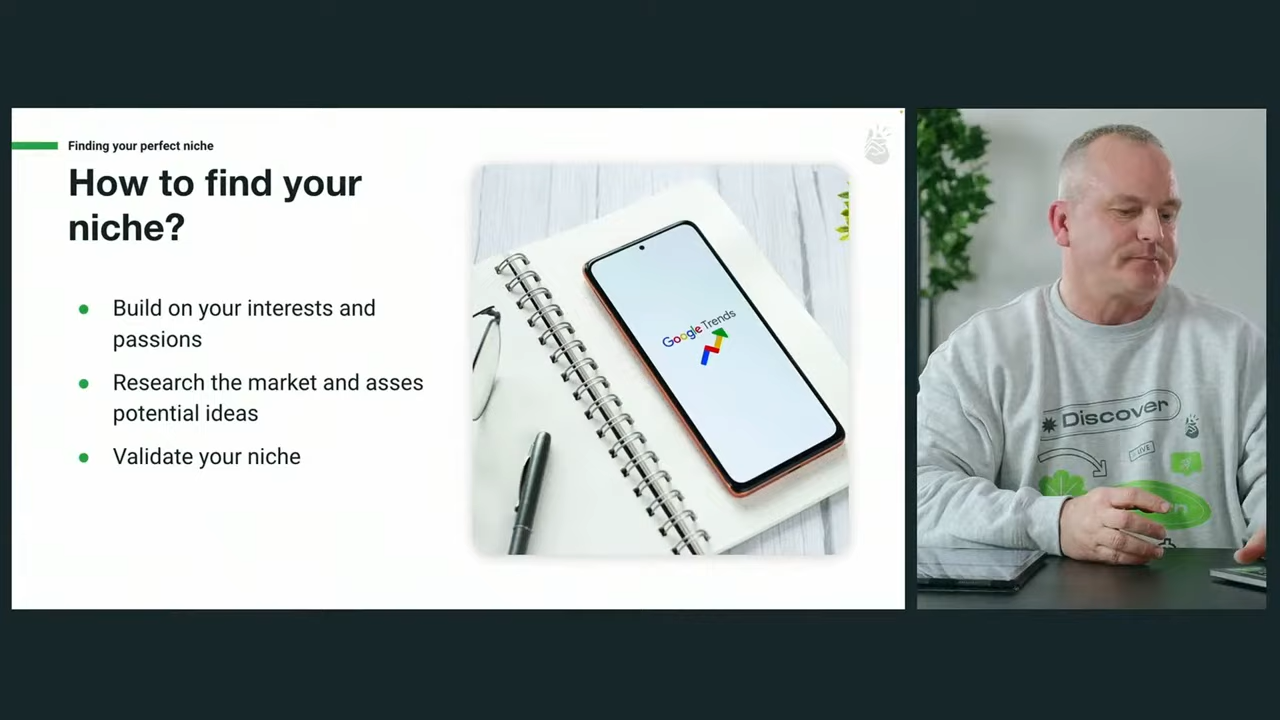 Finding your perfect niche
How to find your
niche?
Build on your interests and
passions
Research the market and asses
potential ideas
Validate your niche
Google Trends
Discover
LIVE